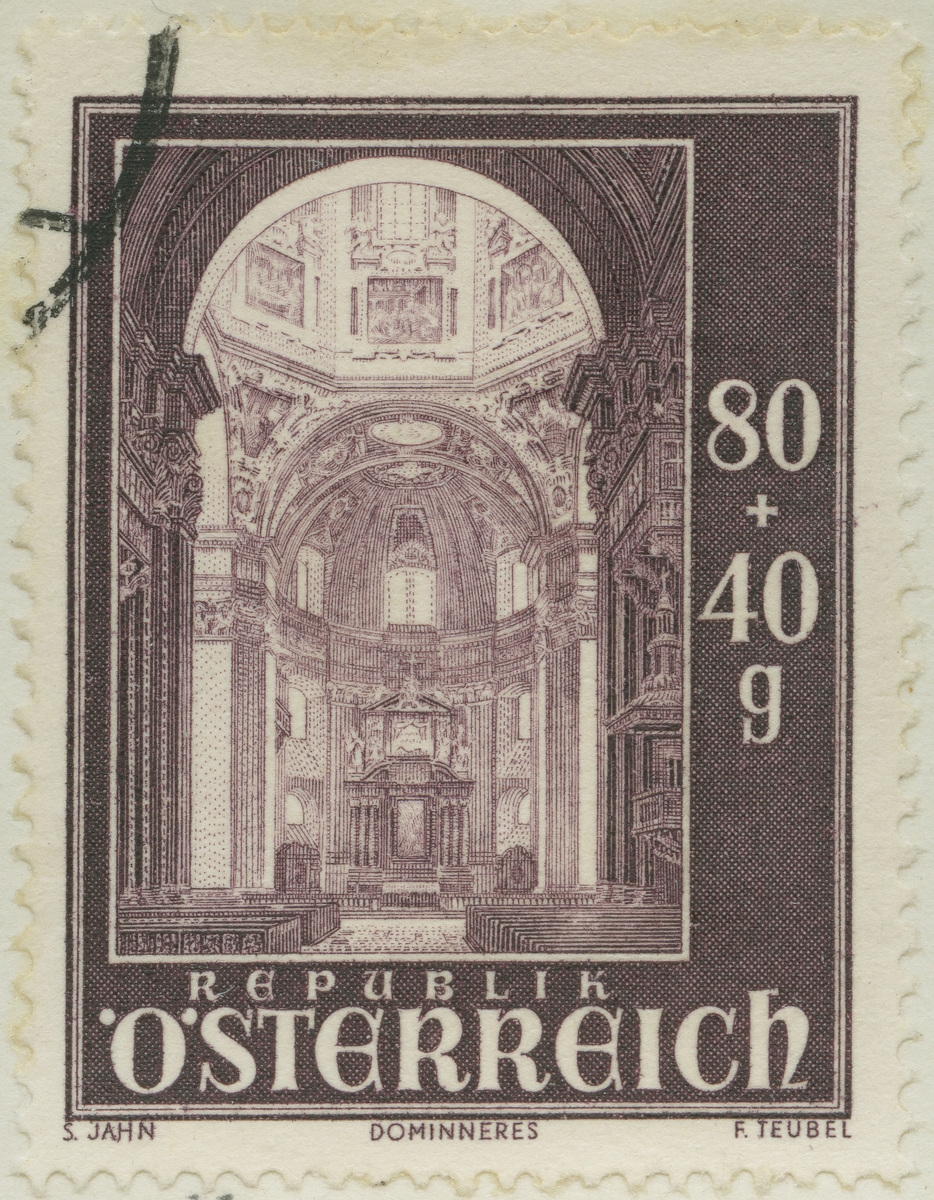 80
+
40
g
REPUBLIK
ÖSTERREICH
S. JAHN DOMINNERES F. TEUBEL